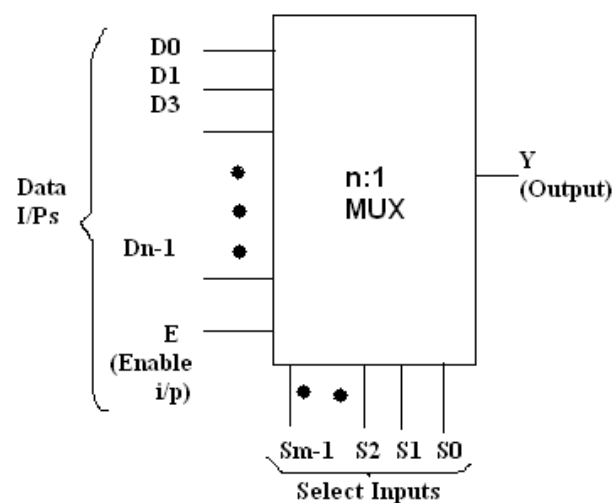 D0
D1
D3
Data
I/Ps
n:1
MUX
Y
(Output)
Dn-1
E
(Enable
i/p)
Sm-1 S2 S1 S0
Select Inputs